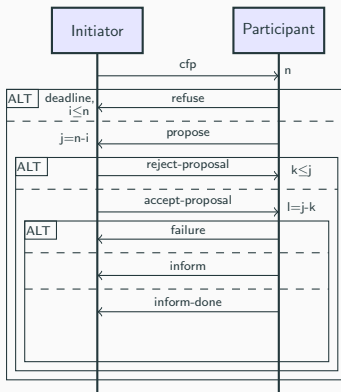 Initiator
Participant
cfp
n
ALT
deadline,
i≤n
refuse
j=n-i
propose
ALT
reject-proposal
k≤j
accept-proposal
l=j-k
ALT
failure
inform
inform-done